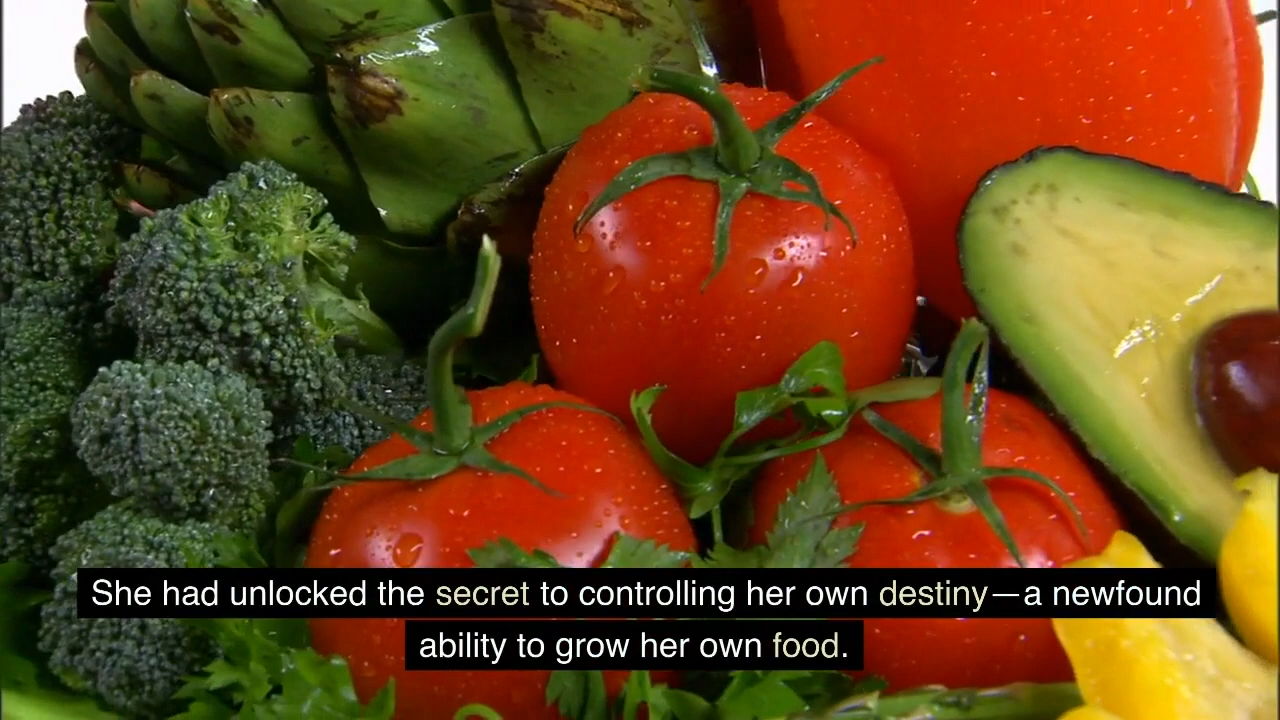 She had unlocked the secret to controlling her own destiny—a newfound
ability to grow her own food.